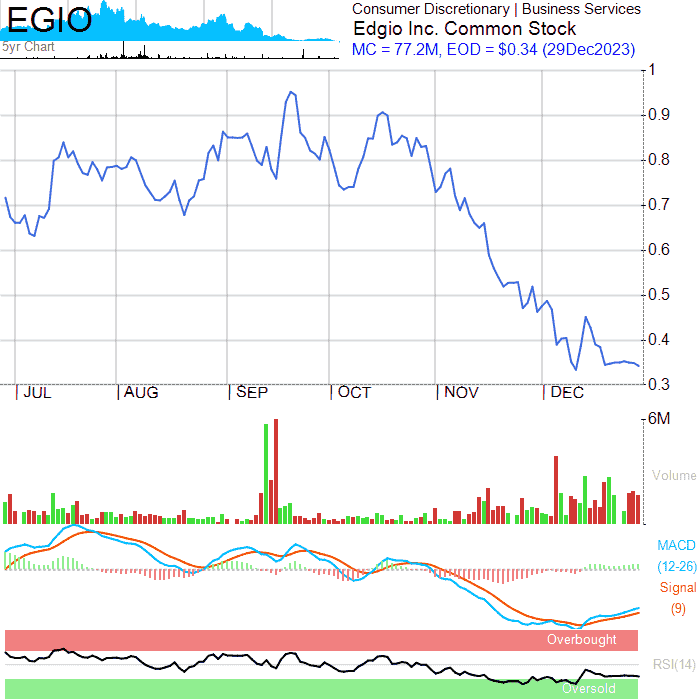 EGIO
5yr Chart
Consumer Discretionary | Business Services
Edgio Inc. Common Stock
MC = 77.2M, EOD = $0.34 (29Dec2023)
1
0.9
0.8
0.7
0.6
0.5
0.4
0.3
JUL
AUG
SEP
OCT
NOV
DEC
6M
Volume
MACD
(12-26)
Signal
(9)
Overbought
RSI(14)
Oversold